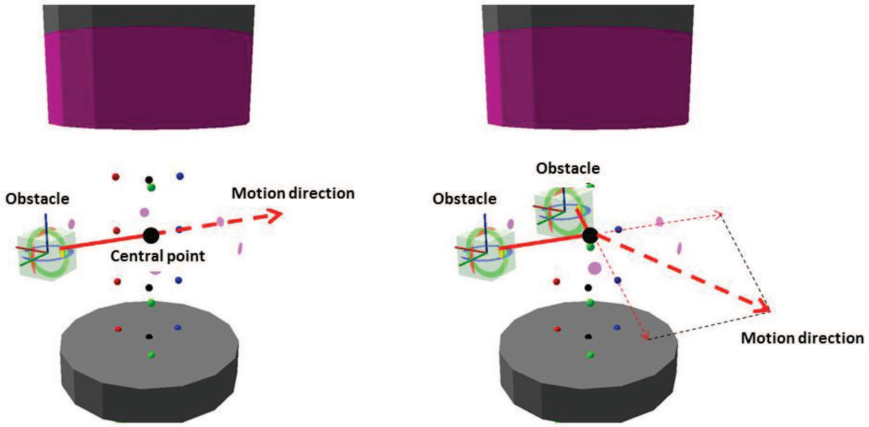 Obstacle
Motion direction
Central point
Obstacle
Obstacle
Motion direction